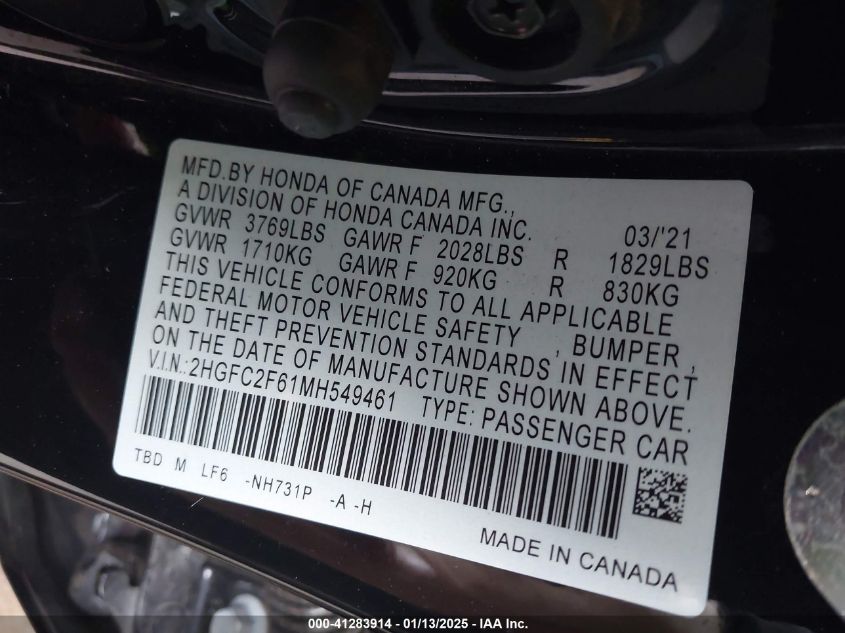 MFD.BY HONDA OF CANADA MFG.,
A DIVISION OF HONDA CANADA INC. 03/'21
GVWR 3769LBS GAWR F 2028LBS R 1829LBS
GVWR 1710KG GAWR F 920KG R 830KG
THIS VEHICLE CONFORMS TO ALL APPLICABLE
FEDERAL MOTOR VEHICLE SAFETY , BUMPER ,
AND THEFT PREVENTION STANDARDS IN EFFECT
ON THE DATE OF MANUFACTURE SHOWN ABOVE.
V.I.N.:2HGFC2F61MH549461 TYPE: PASSENGER CAR
TBD M LF6 -NH731P -A -H
MADE IN CANADA
000-41283914 - 01/13/2025 - IAA Inc.